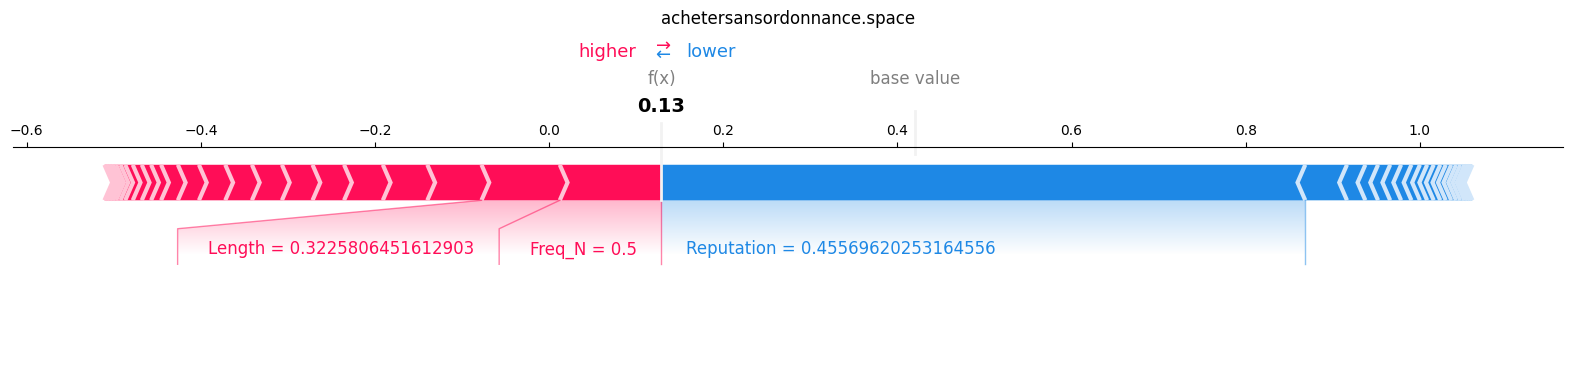 achetersansordonnance.space
higher ⇄ lower
f(x) base value
0.13
−0.6 −0.4 −0.2 0.0 0.2 0.4 0.6 0.8 1.0
Length = 0.3225806451612903 Freq_N = 0.5 Reputation = 0.45569620253164556